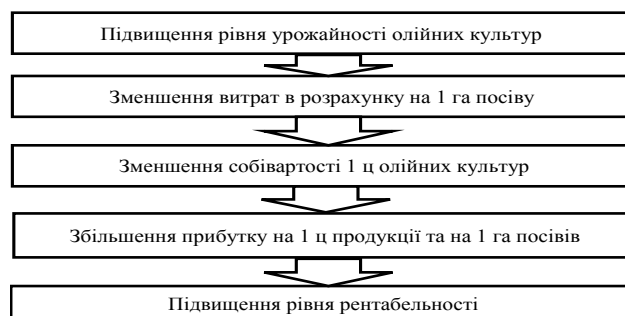 Підвищення рівня урожайності олійних культур
Зменшення витрат в розрахунку на 1 га посіву
Зменшення собівартості 1 ц олійних культур
Збільшення прибутку на 1 ц продукції та на 1 га посівів
Підвищення рівня рентабельності